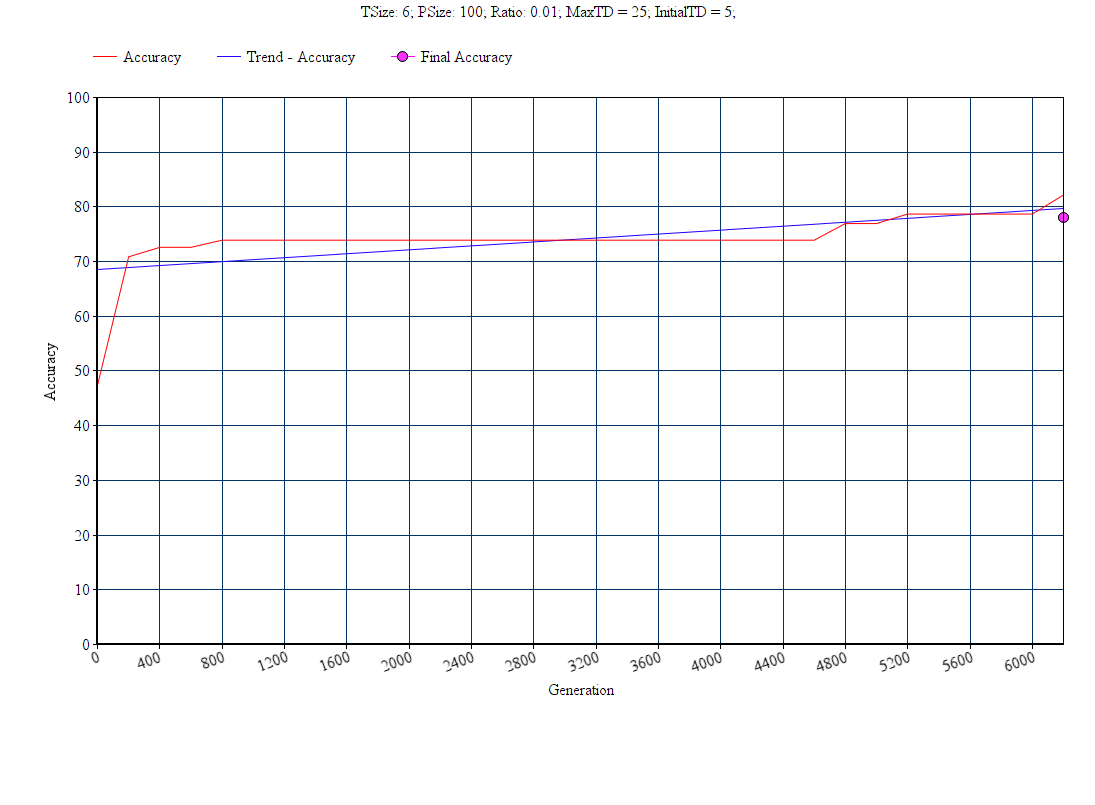 TSize: 6; PSize: 100; Ratio: 0.01; MaxTD = 25; InitialTD = 5;
Accuracy
Trend - Accuracy
Final Accuracy
100
90
80
70
60
50
40
30
20
10
0
Accuracy
0 400 800 1200 1600 2000 2400 2800 3200 3600 4000 4400 4800 5200 5600 6000
Generation